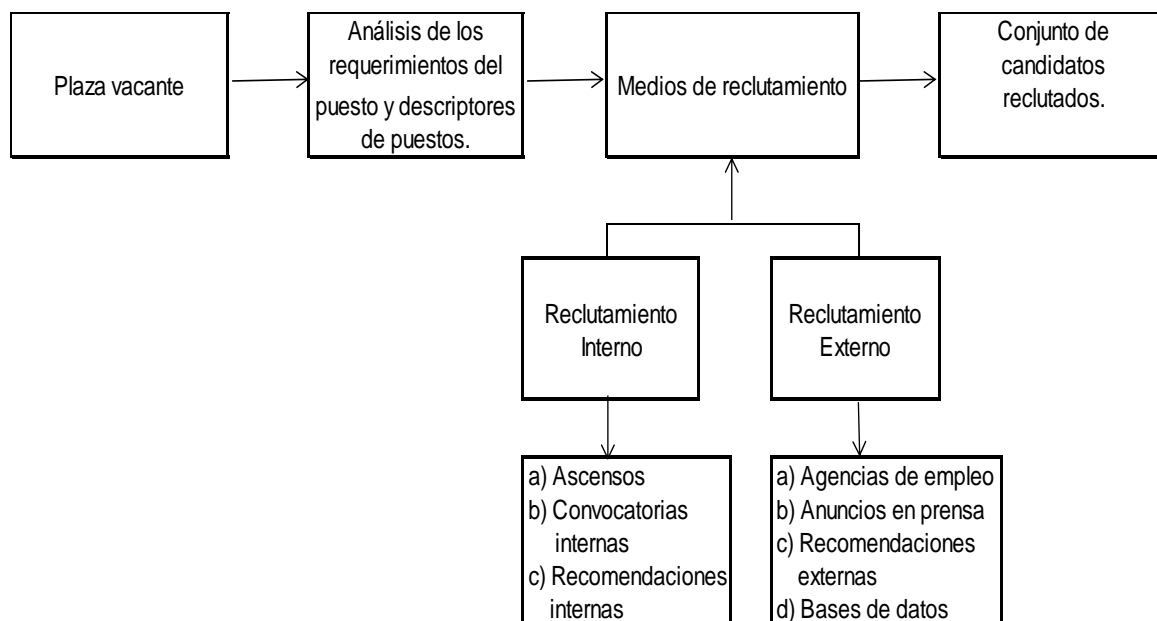 Plaza vacante
Análisis de los
requerimientos del
puesto y descriptores
de puestos.
Medios de reclutamiento
Conjunto de
candidatos
reclutados.
Reclutamiento
Interno
Reclutamiento
Externo
a) Ascensos
b) Convocatorias
internas
c) Recomendaciones
internas
a) Agencias de empleo
b) Anuncios en prensa
c) Recomendaciones
externas
d) Bases de datos